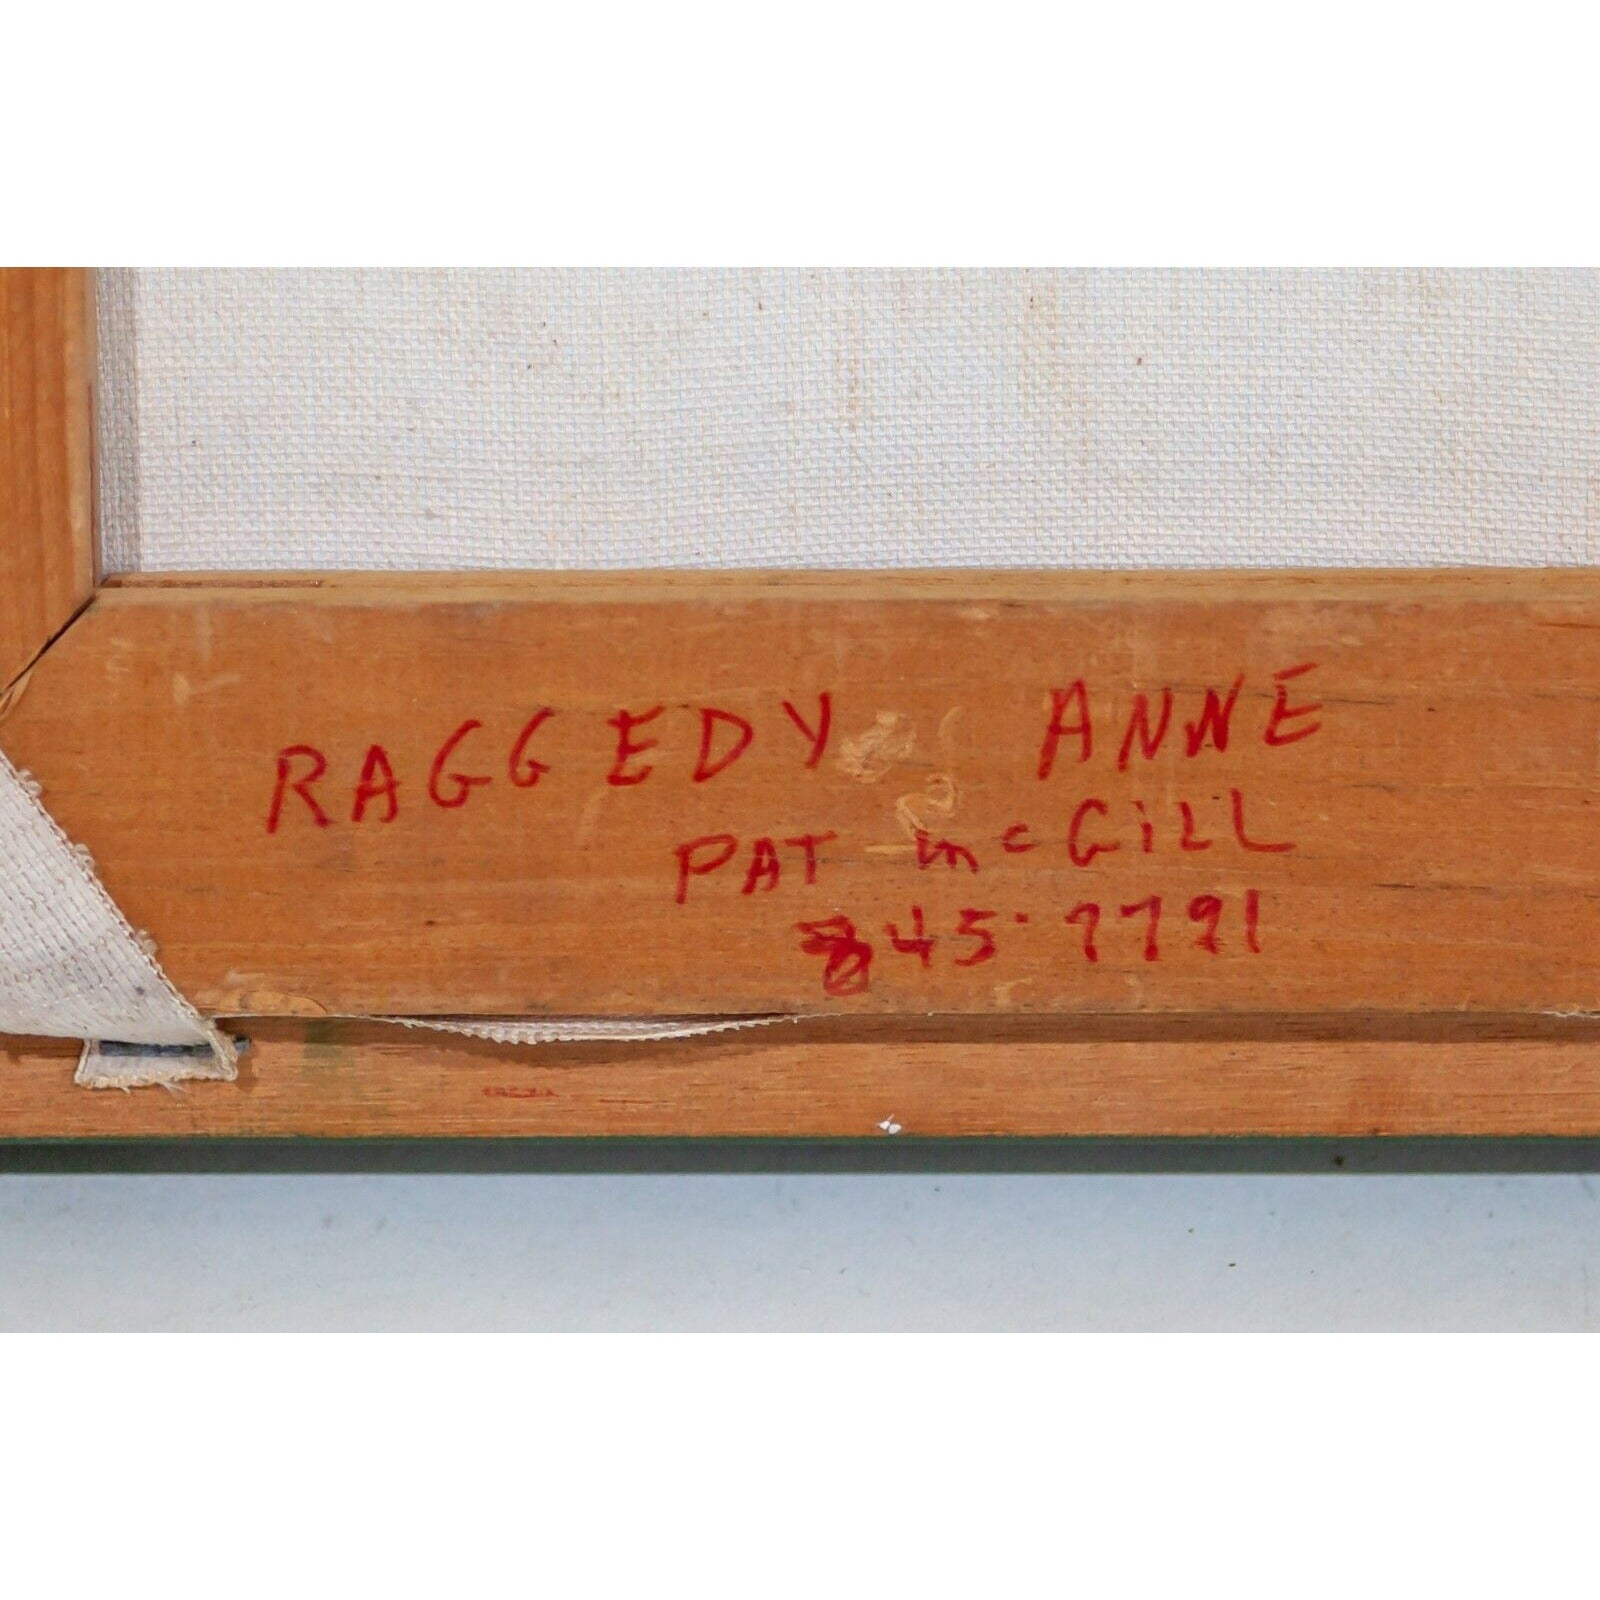 RAGGEDY ANNE
PAT McGiLL
845·7791